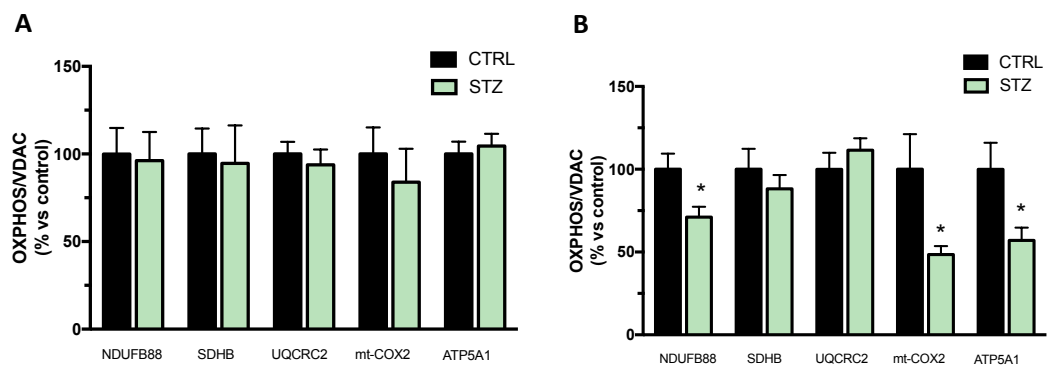 A
CTRL
STZ
OXPHOS/VDAC
(% vs control)
150
100
50
0
NDUFB88 SDHB UQCRC2 mt-COX2 ATP5A1
B
CTRL
STZ
OXPHOS/VDAC
(% vs control)
150
100
50
0
* * *
NDUFB88 SDHB UQCRC2 mt-COX2 ATP5A1